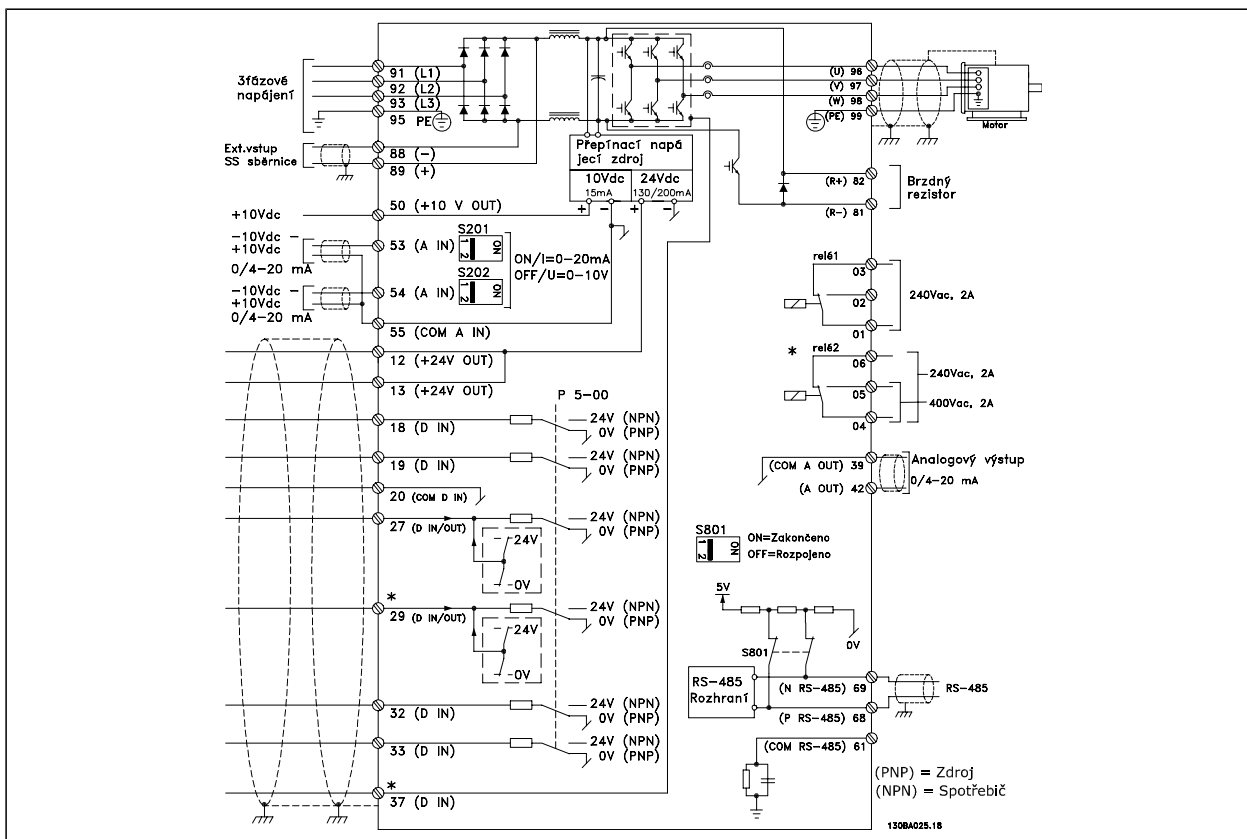 3fázové
napájení
91 (L1)
92 (L2)
93 (L3)
95 PE
Ext.vstup
SS sběrnice
88 (-)
89 (+)
Přepínací napá
jecí zdroj
10Vdc
15mA
24Vdc
130/200mA
+ - + -
+10Vdc
50 (+10 V OUT)
-10Vdc -
+10Vdc
0/4-20 mA
53 (A IN)
S201
ON
1 2
ON/I=0-20mA
OFF/U=0-10V
S202
ON
1 2
-10Vdc -
+10Vdc
0/4-20 mA
54 (A IN)
55 (COM A IN)
12 (+24V OUT)
13 (+24V OUT)
P 5-00
18 (D IN)
24V (NPN)
0V (PNP)
19 (D IN)
24V (NPN)
0V (PNP)
20 (COM D IN)
27 (D IN/OUT)
24V (NPN)
0V (PNP)
24V
0V
*
29 (D IN/OUT)
24V (NPN)
0V (PNP)
24V
0V
32 (D IN)
24V (NPN)
0V (PNP)
33 (D IN)
24V (NPN)
0V (PNP)
*
37 (D IN)
(U) 96
(V) 97
(W) 98
(PE) 99
Motor
(R+) 82
Brzdný
rezistor
(R-) 81
relé1
03
02
01
240Vac, 2A
*
relé2
06
05
04
240Vac, 2A
400Vac, 2A
(COM A OUT) 39
(A OUT) 42
Analogový výstup
0/4-20 mA
S801
ON
1 2
ON=Zakončeno
OFF=Rozpojeno
5V
0V
S801
RS-485
Rozhraní
(N RS-485) 69
(P RS-485) 68
RS-485
(COM RS-485) 61
(PNP) = Zdroj
(NPN) = Spotřebič
130BA025.18